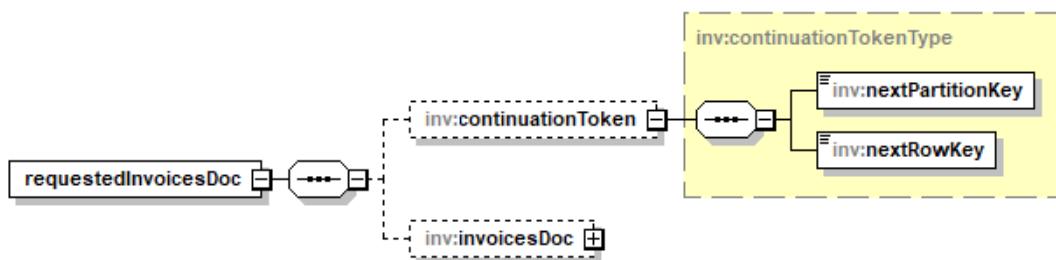 inv:continuationTokenType
inv:nextPartitionKey
inv:continuationToken
inv:nextRowKey
requestedInvoicesDoc
inv:invoicesDoc